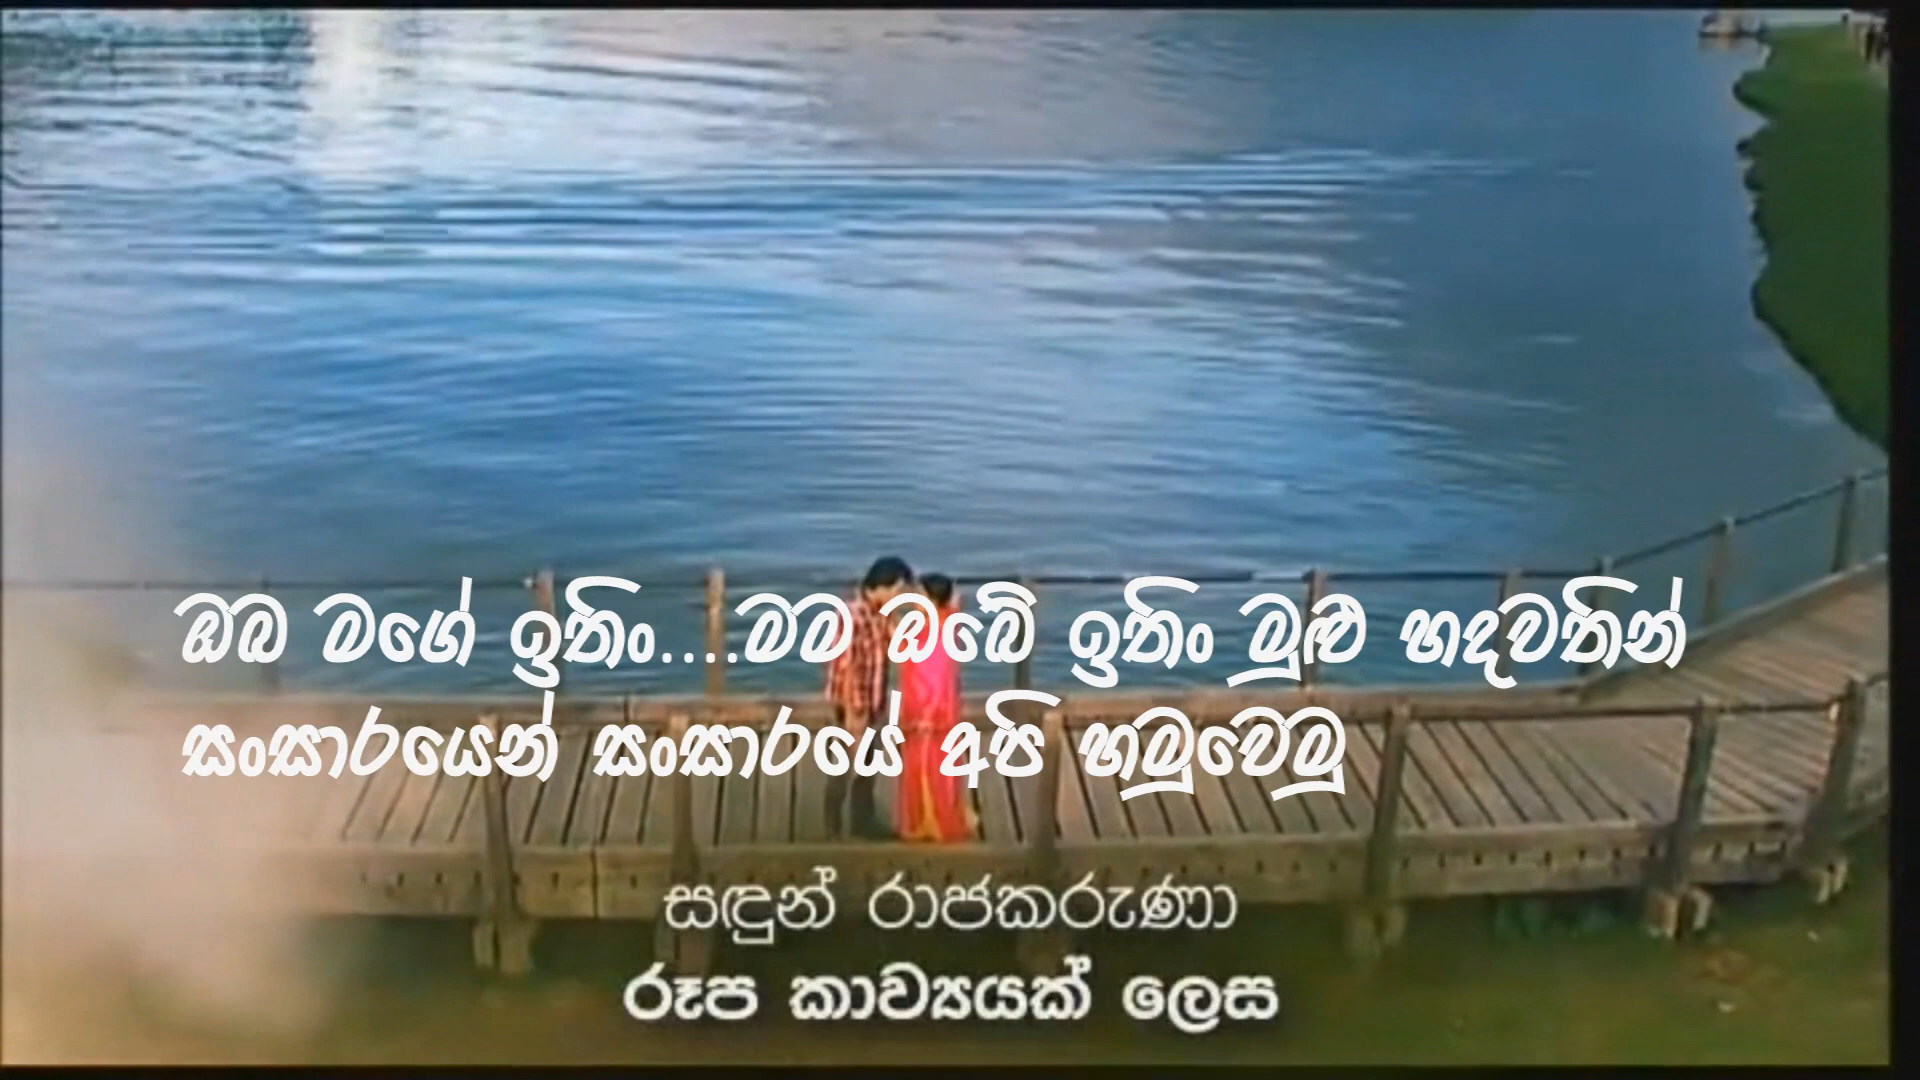 ඔබ මගේ ඉතිං....මම ඔබේ ඉතිං මුළු හදවතින්
සංසාරයෙන් සංසාරයේ අපි හමුවෙමු
සඳුන් රාජකරුණා
රූප කාව්‍යයක් ලෙස